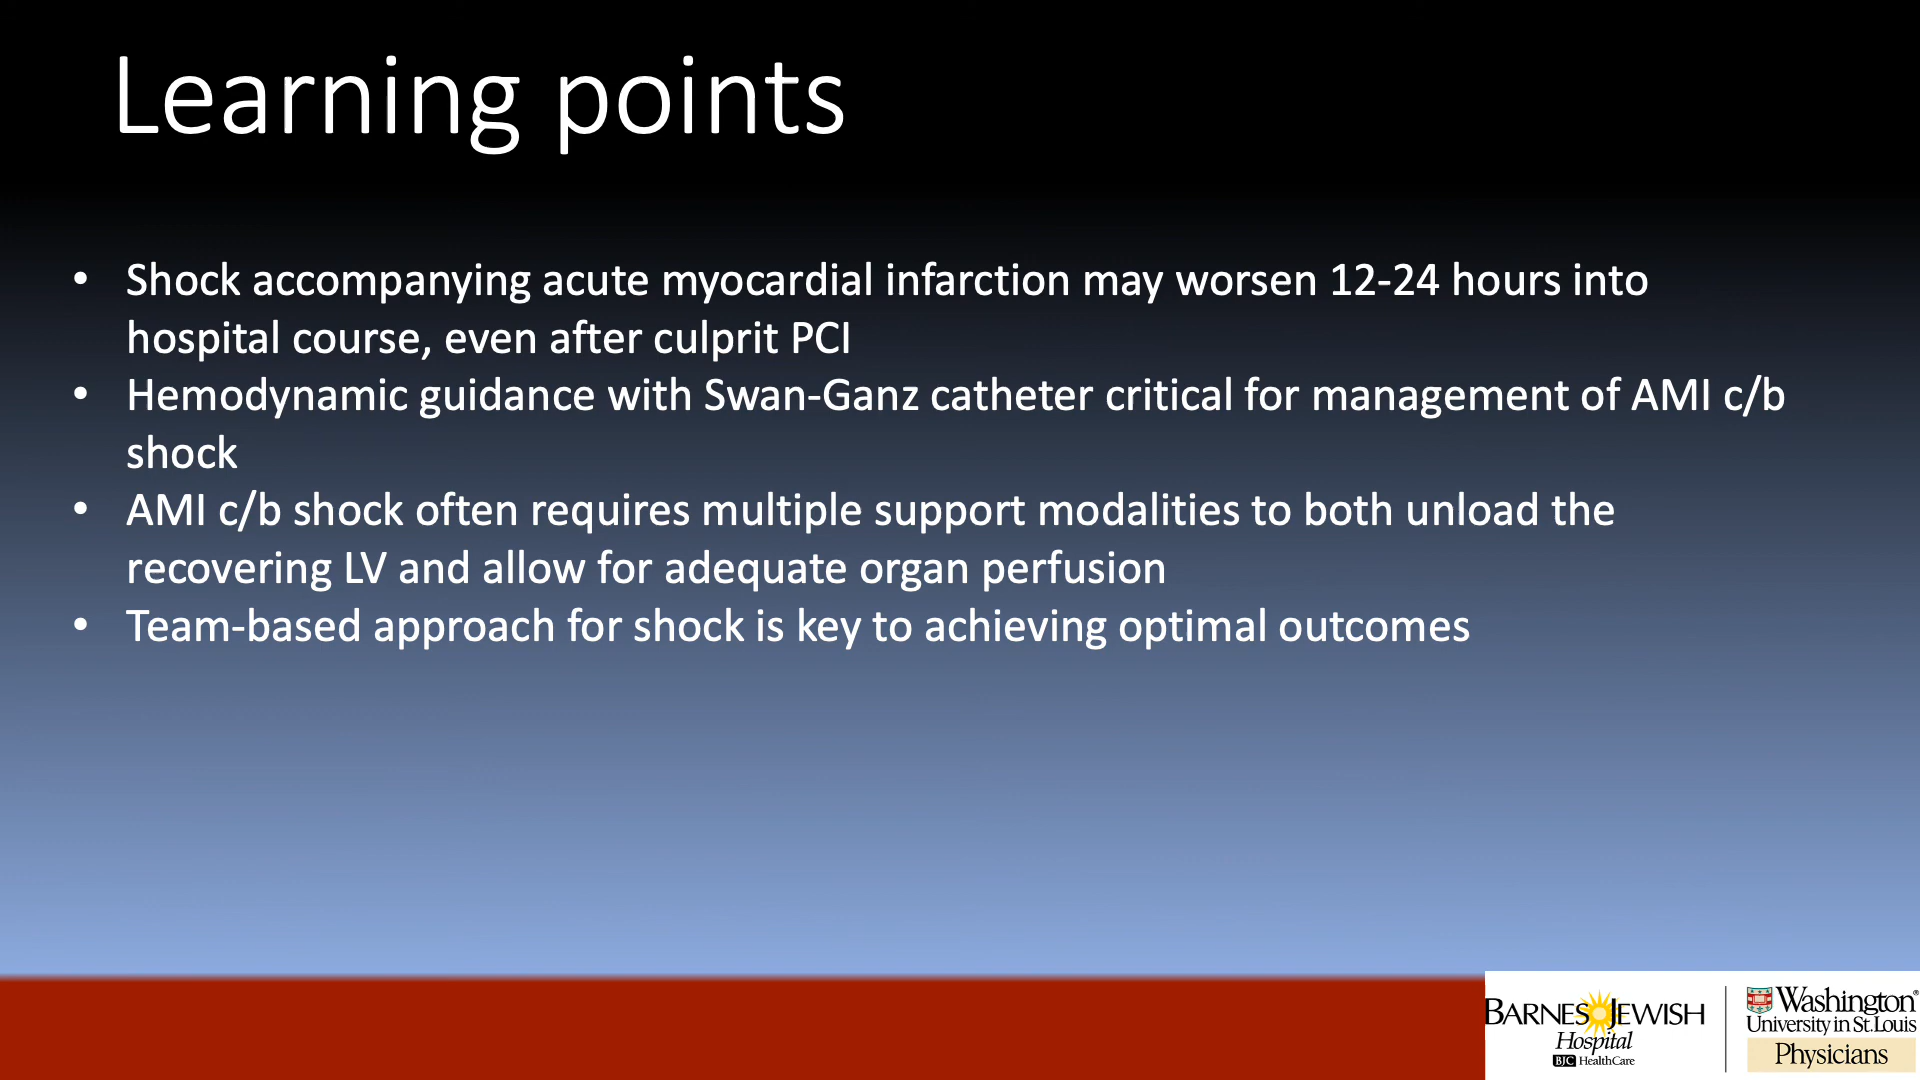 Learning points
• Shock accompanying acute myocardial infarction may worsen 12-24 hours into
hospital course, even after culprit PCI
• Hemodynamic guidance with Swan-Ganz catheter critical for management of AMI c/b
shock
• AMI c/b shock often requires multiple support modalities to both unload the
recovering LV and allow for adequate organ perfusion
• Team-based approach for shock is key to achieving optimal outcomes
BARNES JEWISH
Hospital
BJC HealthCare
Washington®
University in St. Louis
Physicians